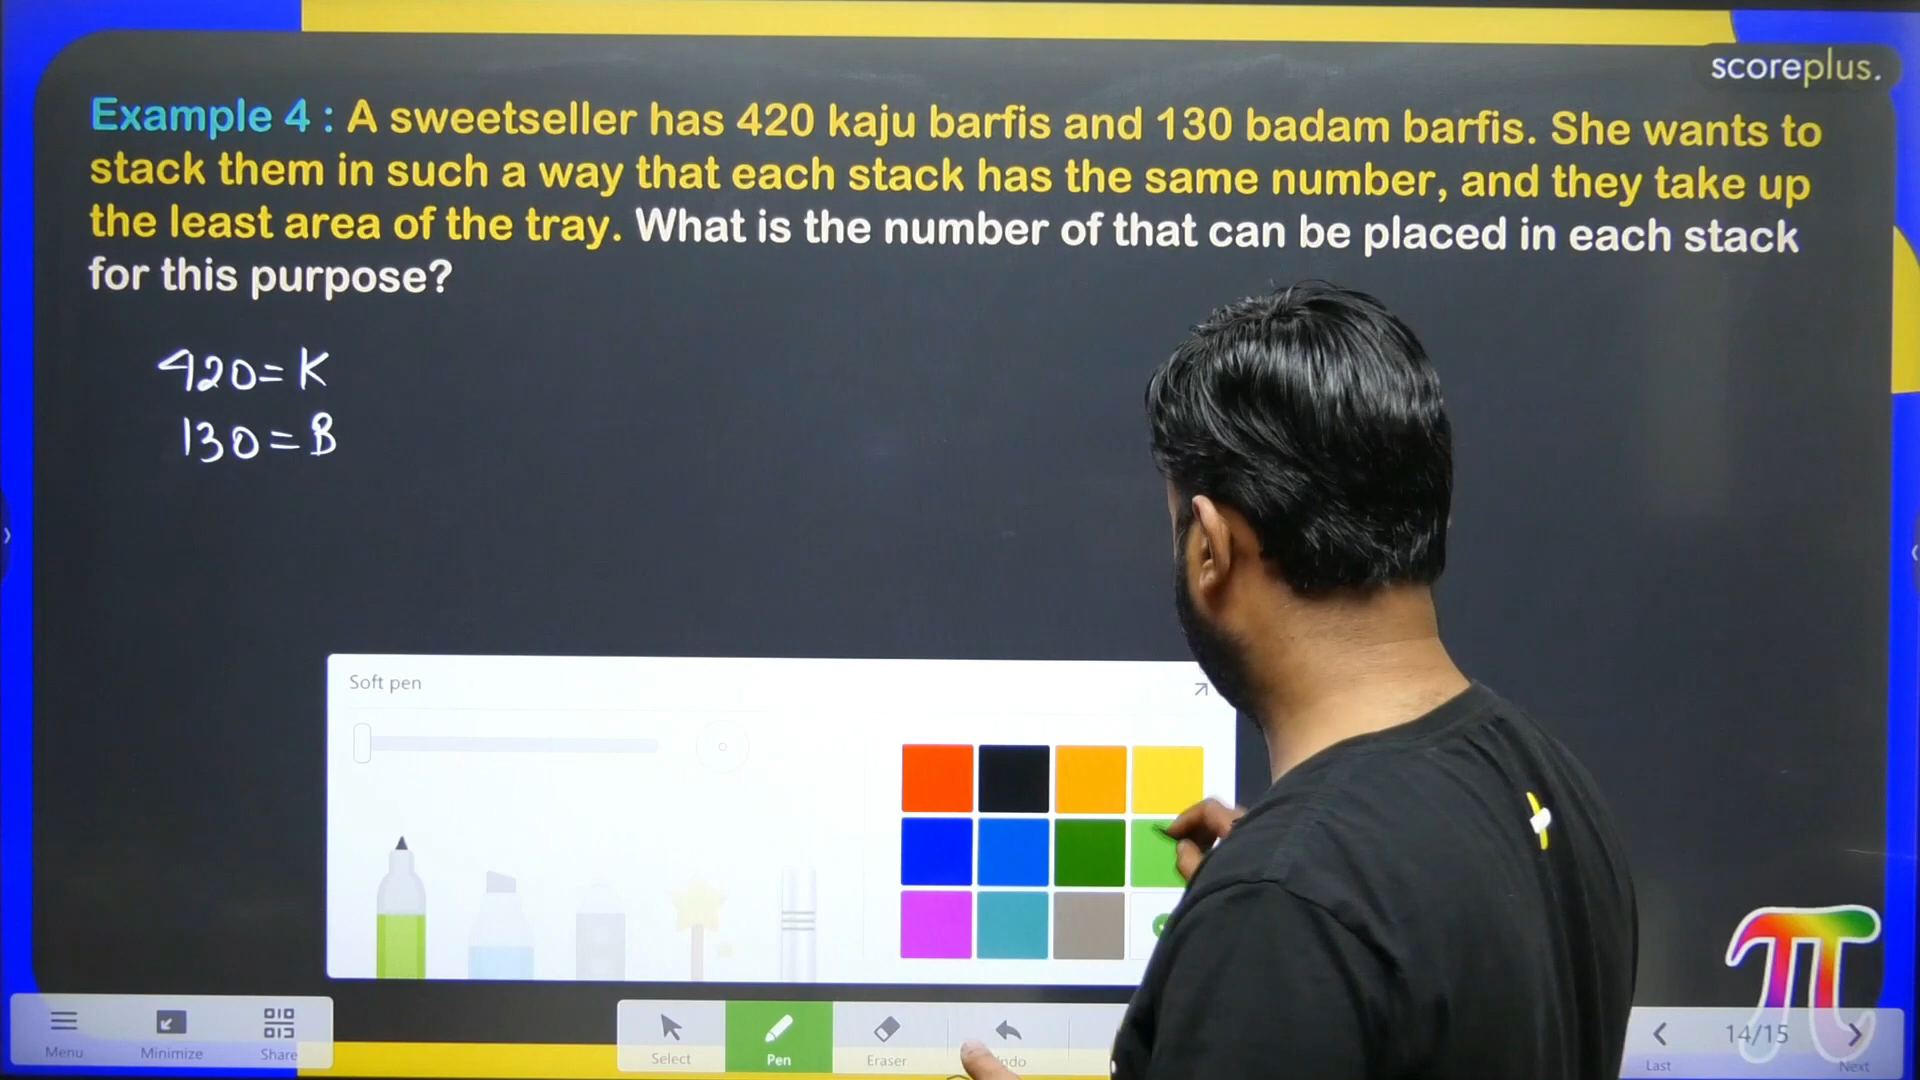 scoreplus.
Example 4 : A sweetseller has 420 kaju barfis and 130 badam barfis. She wants to
stack them in such a way that each stack has the same number, and they take up
the least area of the tray. What is the number of that can be placed in each stack
for this purpose?
420 = K
130 = B
Soft pen
Menu
Minimize
Share
Select
Pen
Eraser
ndo
Last
14/15
Next
π